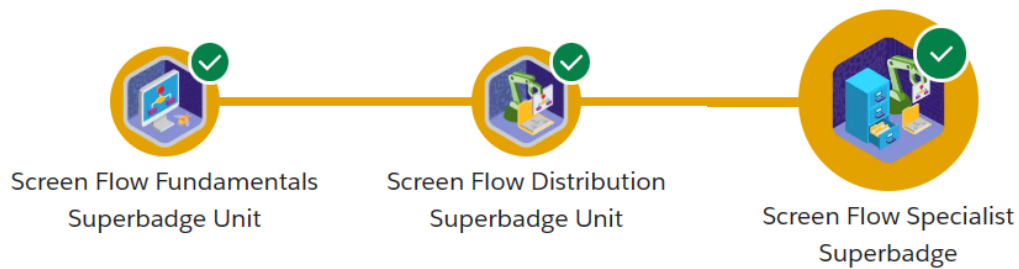 Screen Flow Fundamentals
Superbadge Unit
Screen Flow Distribution
Superbadge Unit
Screen Flow Specialist
Superbadge